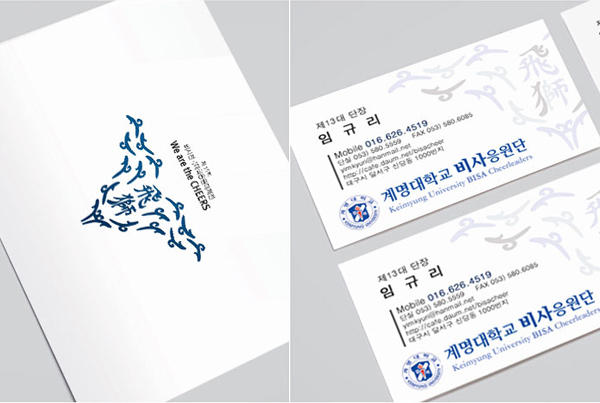 제11회
We are the CHEERS
飛獅
飛獅
제13대 단장
임 규 리
Mobile 016.626.4519
단실 053) 580.5559 FAX 053) 580.6085
yimkyuri@hanmail.net
http://cafe.daum.net/bisacheer
대구시 달서구 신당동 1000번지
계명대학교 비사응원단
Keimyung University BISA Cheerleaders
제13대 단장
임 규 리
Mobile 016.626.4519
단실 053) 580.5559 FAX 053) 580.6085
yimkyuri@hanmail.net
http://cafe.daum.net/bisacheer
대구시 달서구 신당동 1000번지
계명대학교 비사응원단
Keimyung University BISA Cheerleaders